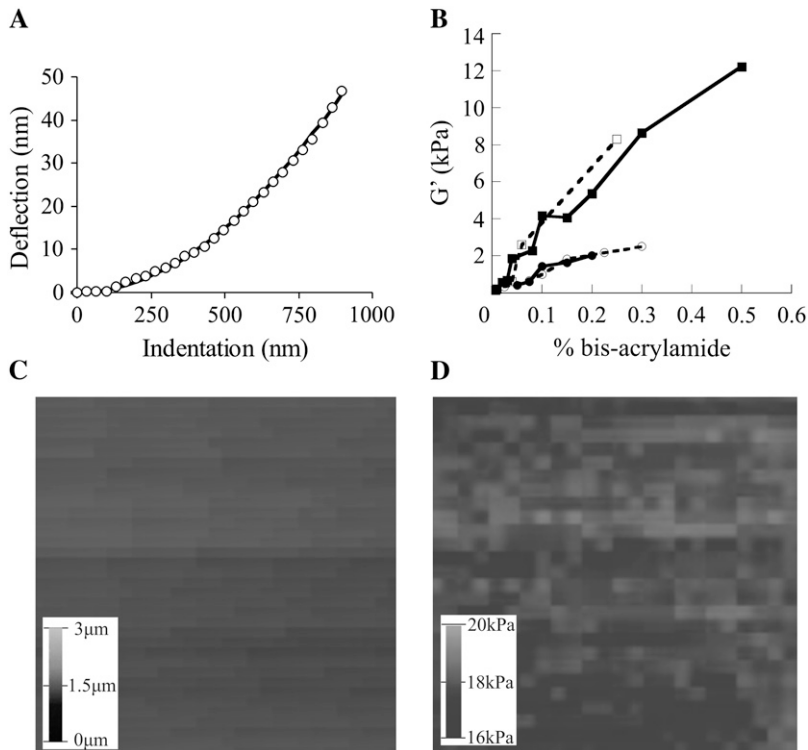 A
Deflection (nm)
50
40
30
20
10
0
0 250 500 750 1000
Indentation (nm)
B
G’ (kPa)
14
12
10
8
6
4
2
0 0.1 0.2 0.3 0.4 0.5 0.6
% bis-acrylamide
C
3μm
1.5μm
0μm
D
20kPa
18kPa
16kPa